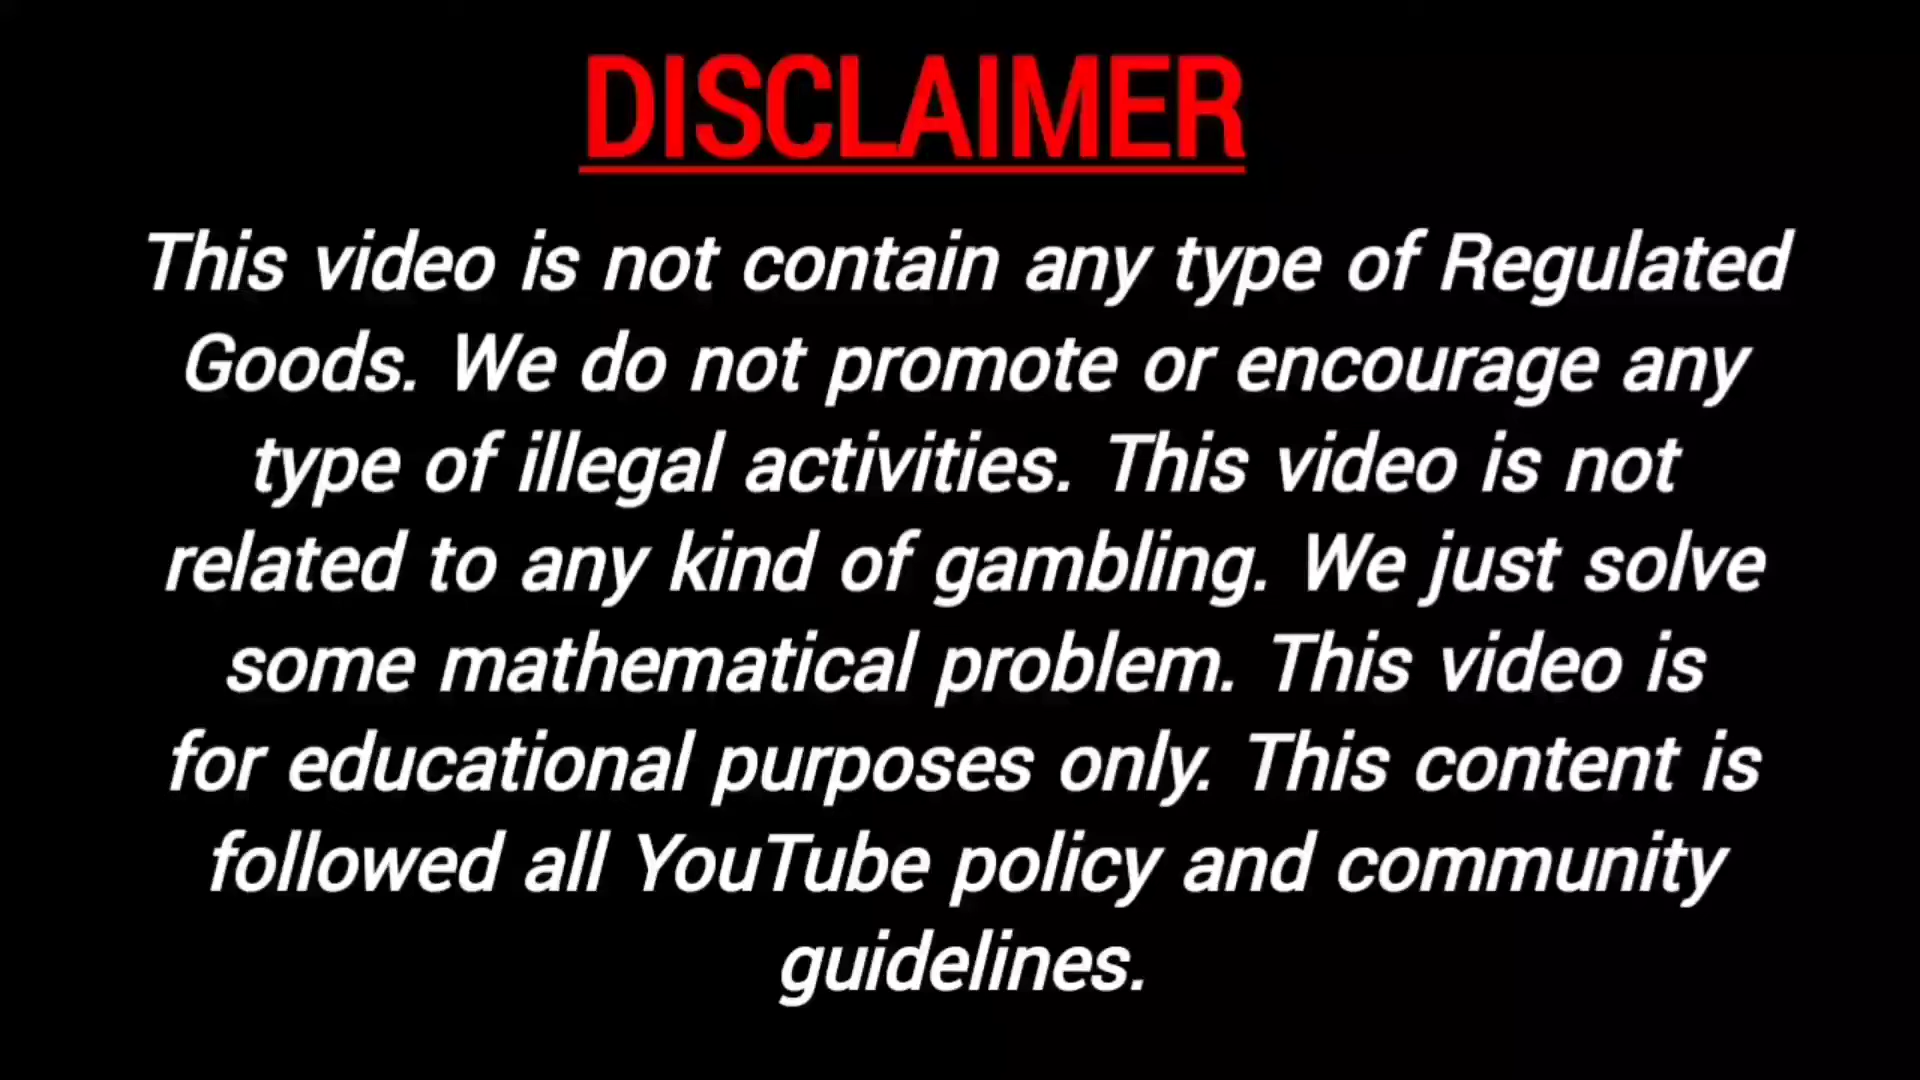 DISCLAIMER
This video is not contain any type of Regulated
Goods. We do not promote or encourage any
type of illegal activities. This video is not
related to any kind of gambling. We just solve
some mathematical problem. This video is
for educational purposes only. This content is
followed all YouTube policy and community
guidelines.